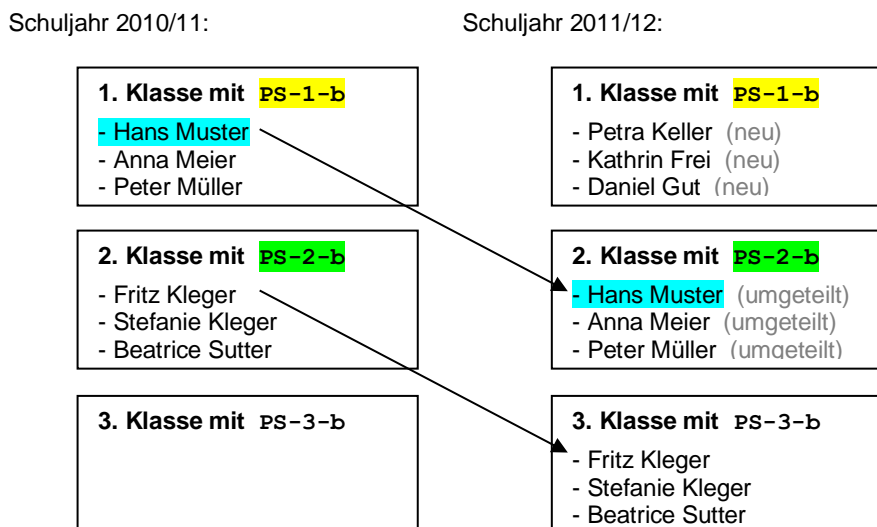 Schuljahr 2010/11:
1. Klasse mit PS-1-b
- Hans Muster
- Anna Meier
- Peter Müller
2. Klasse mit PS-2-b
- Fritz Kleger
- Stefanie Kleger
- Beatrice Sutter
3. Klasse mit PS-3-b
Schuljahr 2011/12:
1. Klasse mit PS-1-b
- Petra Keller (neu)
- Kathrin Frei (neu)
- Daniel Gut (neu)
2. Klasse mit PS-2-b
- Hans Muster (umgeteilt)
- Anna Meier (umgeteilt)
- Peter Müller (umgeteilt)
3. Klasse mit PS-3-b
- Fritz Kleger
- Stefanie Kleger
- Beatrice Sutter